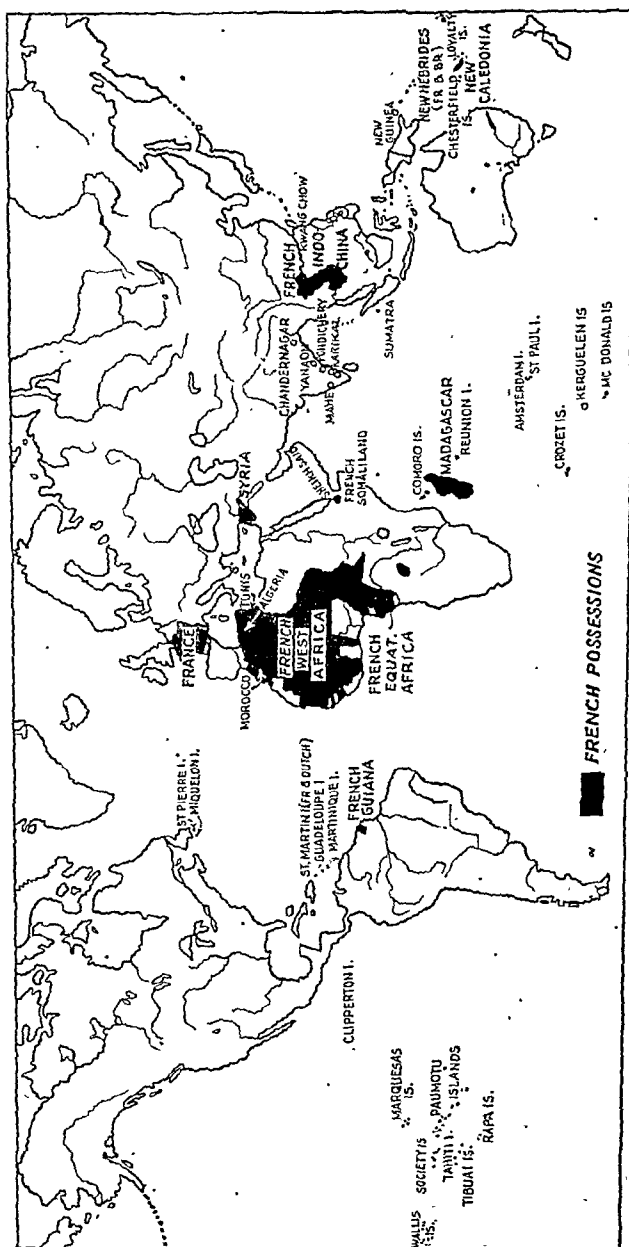 WALLIS
IS.
SOCIETY IS
MARQUESAS
IS.
TAHITI I.
PAUMOTU
ISLANDS
TIBUAI IS.
RAPA IS.
CLIPPERTON I.
ST PIERRE I.
MIQUELON I.
ST. MARTIN (FR & DUTCH)
GUADELOUPE I
MARTINIQUE I.
FRENCH
GUIANA
FRANCE
MOROCCO
TUNIS
ALGERIA
FRENCH
WEST
AFRICA
FRENCH
EQUAT.
AFRICA
SYRIA
SHEIKH SAID
FRENCH
SOMALILAND
COMORO IS.
MADAGASCAR
REUNION I.
CHANDERNAGAR
YANAON
PONDICHERY
KARIKAL
MAHE
FRENCH
INDO
CHINA
KWANG CHOW
SUMATRA
NEW
GUINEA
NEW HEBRIDES
(FR & BR)
CHESTERFIELD
IS.
LOYALTY
IS.
NEW
CALEDONIA
AMSTERDAN I.
ST PAUL I.
CROZET IS.
KERGUELEN IS
MC DONALD IS
FRENCH POSSESSIONS